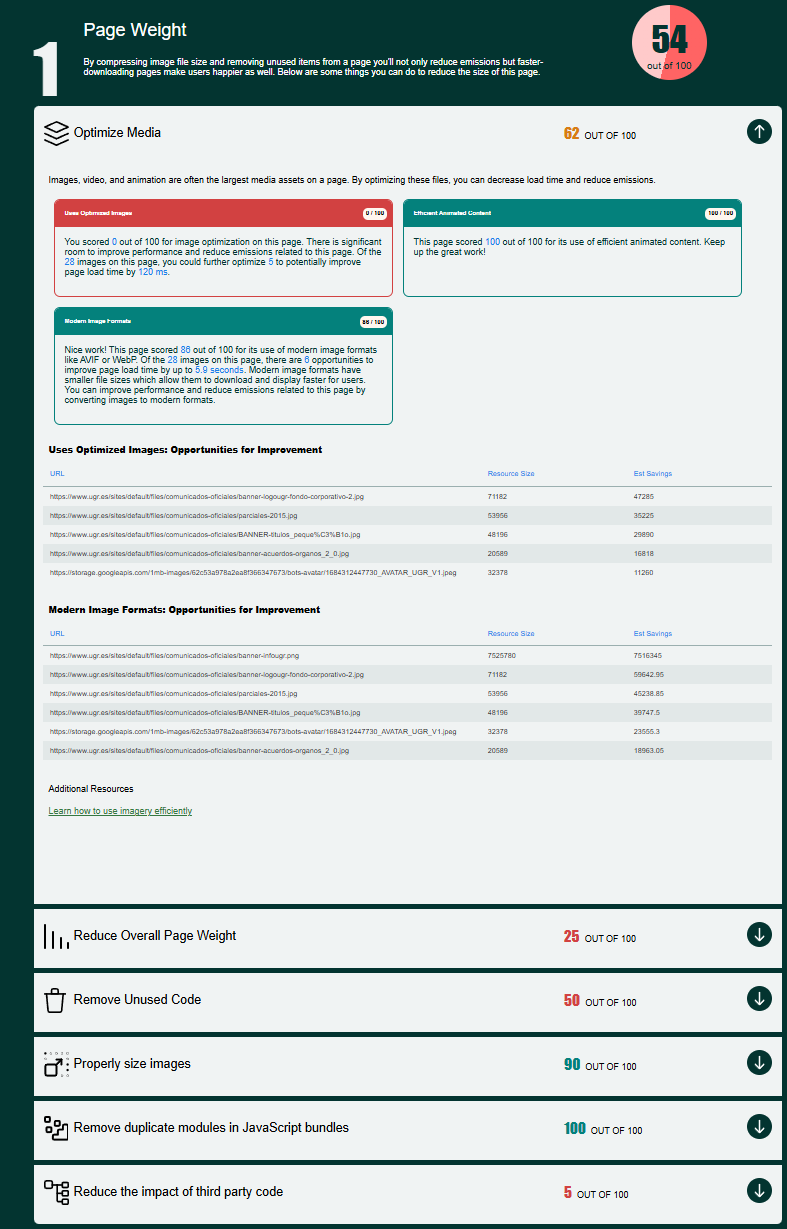 1
Page Weight
By compressing image file size and removing unused items from a page you'll not only reduce emissions but faster-
downloading pages make users happier as well. Below are some things you can do to reduce the size of this page.
54
out of 100
Optimize Media
62 OUT OF 100
Images, video, and animation are often the largest media assets on a page. By optimizing these files, you can decrease load time and reduce emissions.
Uses Optimized Images 0 / 100
You scored 0 out of 100 for image optimization on this page. There is significant
room to improve performance and reduce emissions related to this page. Of the
28 images on this page, you could further optimize 5 to potentially improve
page load time by 120 ms.
Efficient Animated Content 100 / 100
This page scored 100 out of 100 for its use of efficient animated content. Keep
up the great work!
Modern Image Formats 86 / 100
Nice work! This page scored 86 out of 100 for its use of modern image formats
like AVIF or WebP. Of the 28 images on this page, there are 6 opportunities to
improve page load time by up to 5.9 seconds. Modern image formats have
smaller file sizes which allow them to download and display faster for users.
You can improve performance and reduce emissions related to this page by
converting images to modern formats.
Uses Optimized Images: Opportunities for Improvement
URL Resource Size Est Savings
https://www.ugr.es/sites/default/files/comunicados-oficiales/banner-logougr-fondo-corporativo-2.jpg 71182 47285
https://www.ugr.es/sites/default/files/comunicados-oficiales/parciales-2015.jpg 53956 35225
https://www.ugr.es/sites/default/files/comunicados-oficiales/BANNER-titulos_peque%C3%B1o.jpg 48196 29890
https://www.ugr.es/sites/default/files/comunicados-oficiales/banner-acuerdos-organos_2_0.jpg 20589 16818
https://storage.googleapis.com/1mb-images/62c53a978a2ea8f366347673/bots-avatar/1684312447730_AVATAR_UGR_V1.jpeg 32378 11260
Modern Image Formats: Opportunities for Improvement
URL Resource Size Est Savings
https://www.ugr.es/sites/default/files/comunicados-oficiales/banner-infougr.png 7525780 7516345
https://www.ugr.es/sites/default/files/comunicados-oficiales/banner-logougr-fondo-corporativo-2.jpg 71182 59642.95
https://www.ugr.es/sites/default/files/comunicados-oficiales/parciales-2015.jpg 53956 45238.85
https://www.ugr.es/sites/default/files/comunicados-oficiales/BANNER-titulos_peque%C3%B1o.jpg 48196 39747.5
https://storage.googleapis.com/1mb-images/62c53a978a2ea8f366347673/bots-avatar/1684312447730_AVATAR_UGR_V1.jpeg 32378 23555.3
https://www.ugr.es/sites/default/files/comunicados-oficiales/banner-acuerdos-organos_2_0.jpg 20589 18963.05
Additional Resources
Learn how to use imagery efficiently
Reduce Overall Page Weight 25 OUT OF 100
Remove Unused Code 50 OUT OF 100
Properly size images 90 OUT OF 100
Remove duplicate modules in JavaScript bundles 100 OUT OF 100
Reduce the impact of third party code 5 OUT OF 100